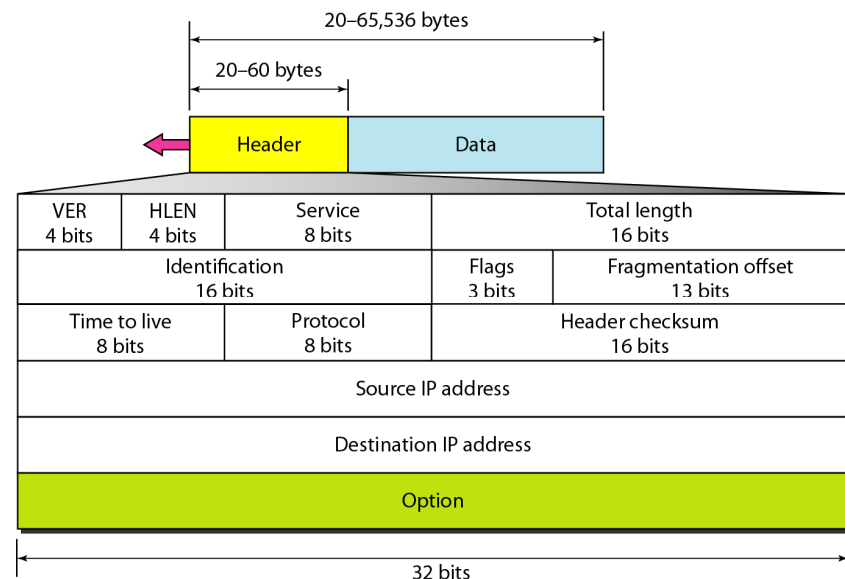 20–65,536 bytes
20–60 bytes
Header
Data
VER
4 bits
HLEN
4 bits
Service
8 bits
Total length
16 bits
Identification
16 bits
Flags
3 bits
Fragmentation offset
13 bits
Time to live
8 bits
Protocol
8 bits
Header checksum
16 bits
Source IP address
Destination IP address
Option
32 bits